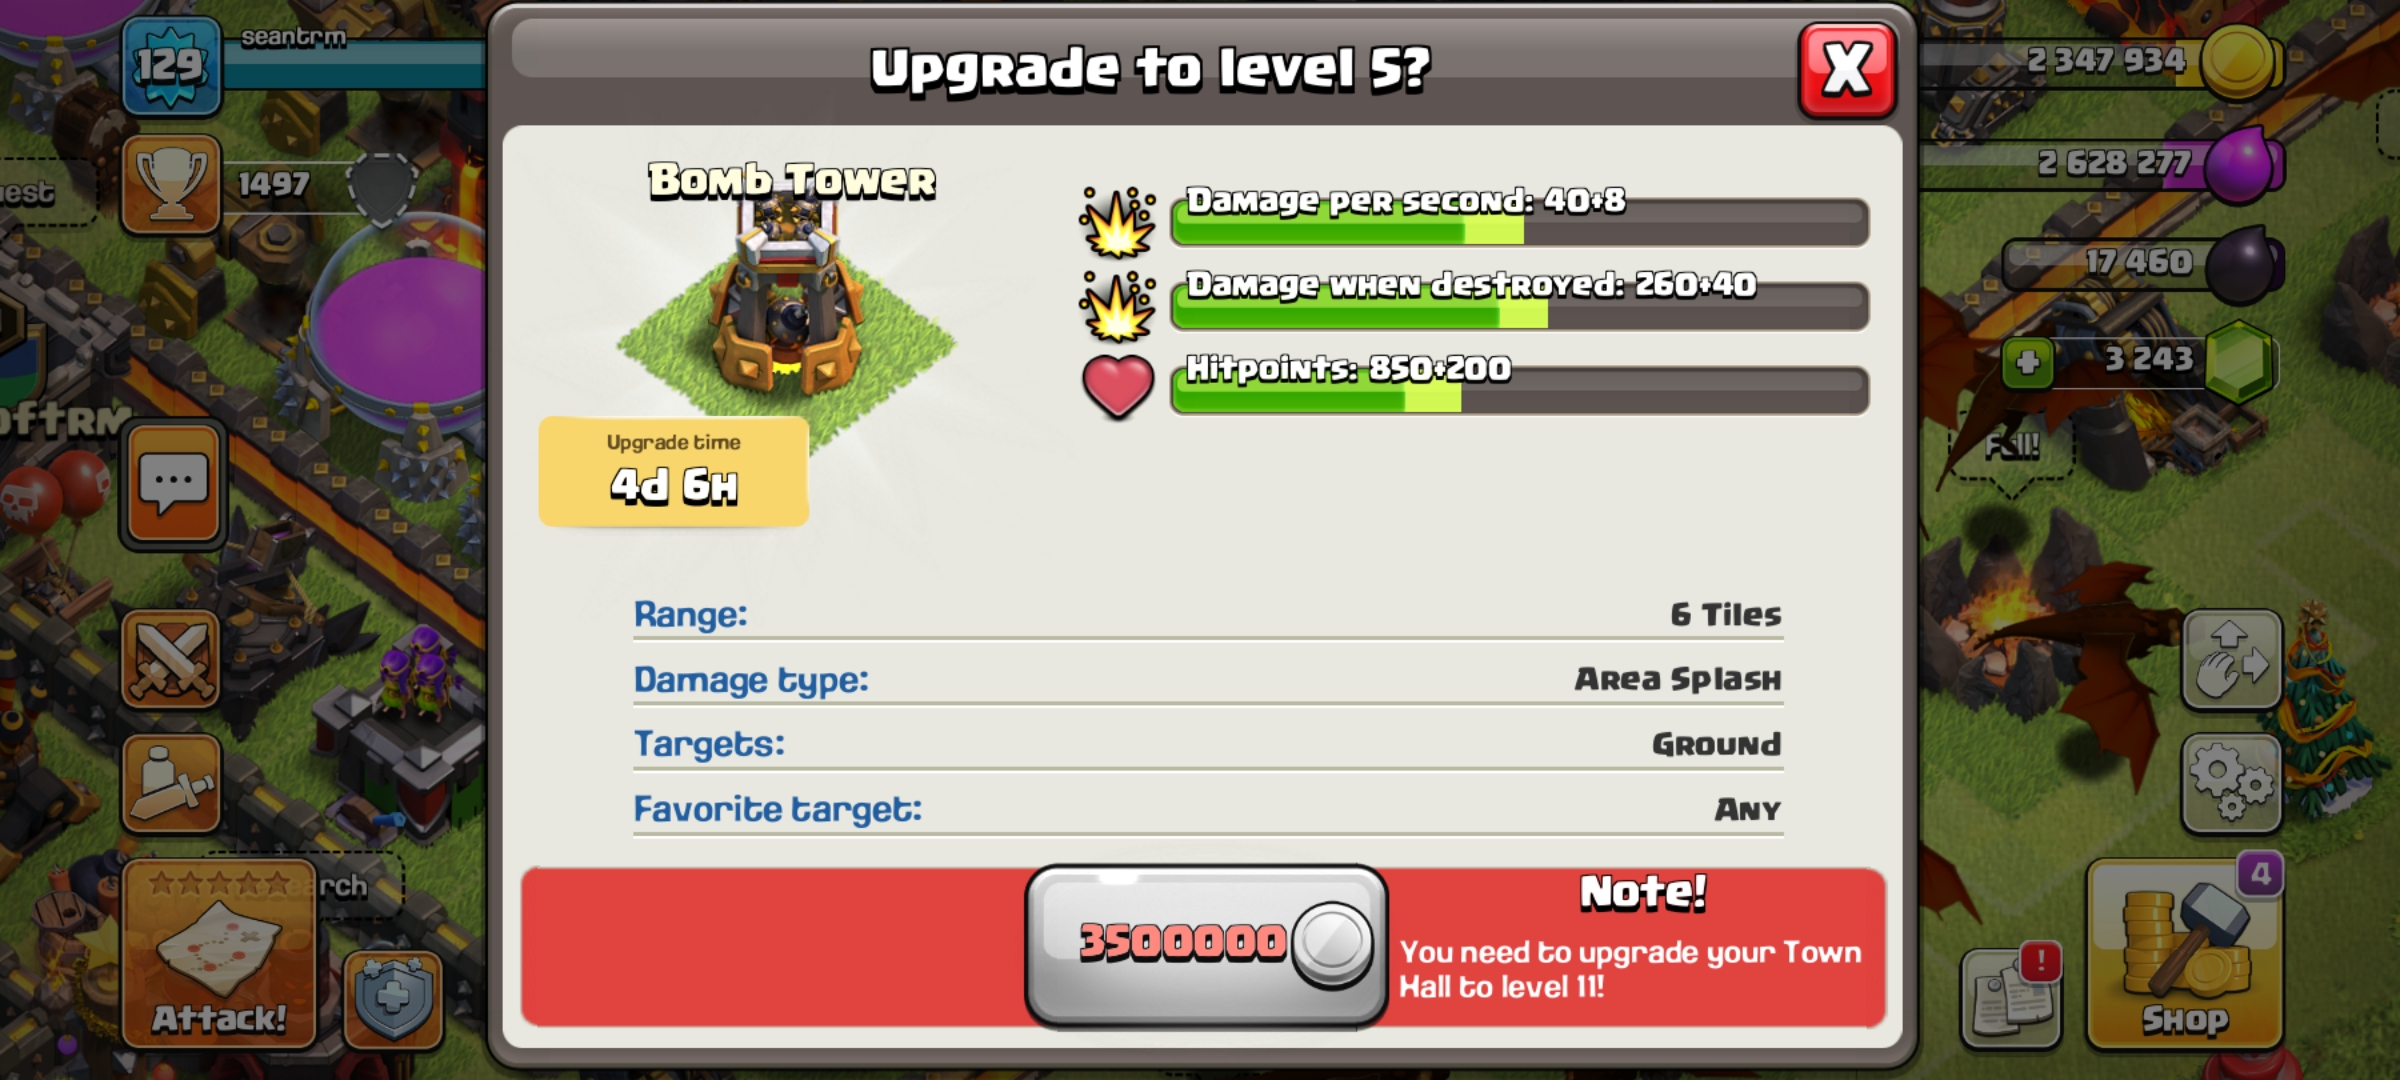 129
seantrm
1497
Upgrade to level 5?
X
Bomb Tower
Damage per second: 40+8
Damage when destroyed: 260+40
Hitpoints: 850+200
Upgrade time
4d 6H
Range:
6 Tiles
Damage type:
Area Splash
Targets:
Ground
Favorite target:
Any
3500000
Note!
You need to upgrade your Town
Hall to level 11!
2 347 934
2 628 277
17 460
3 243
Full!
Attack!
4
!
Shop